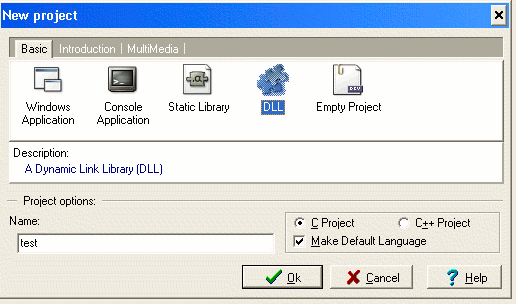 New project
Basic Introduction MultiMedia
Windows Application
Console Application
Static Library
DLL
DEV
Empty Project
Description:
A Dynamic Link Library (DLL)
Project options:
Name:
test
C Project
C++ Project
Make Default Language
Ok
Cancel
? Help